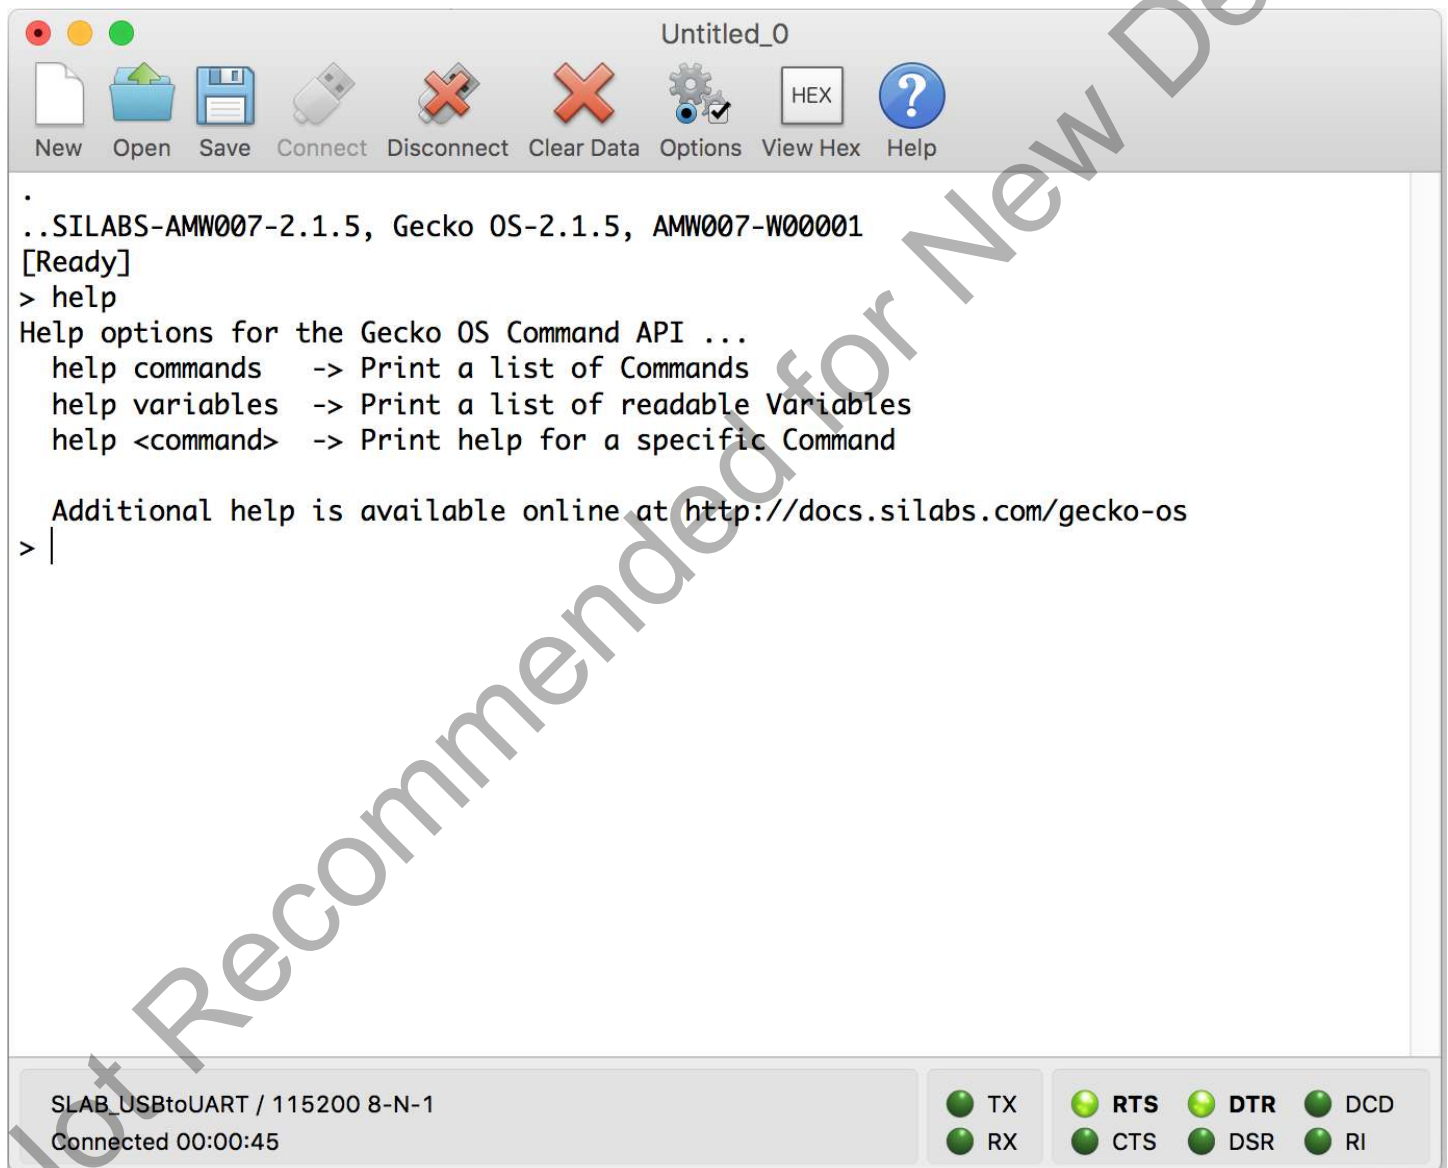 Untitled_0
HEX
New Open Save Connect Disconnect Clear Data Options View Hex Help
.
..SILABS-AMW007-2.1.5, Gecko OS-2.1.5, AMW007-W00001
[Ready]
> help
Help options for the Gecko OS Command API ...
help commands -> Print a list of Commands
help variables -> Print a list of readable Variables
help <command> -> Print help for a specific Command
Additional help is available online at http://docs.silabs.com/gecko-os
>
SLAB_USBtoUART / 115200 8-N-1
Connected 00:00:45
TX RTS DTR DCD
RX CTS DSR RI
Recommended for New